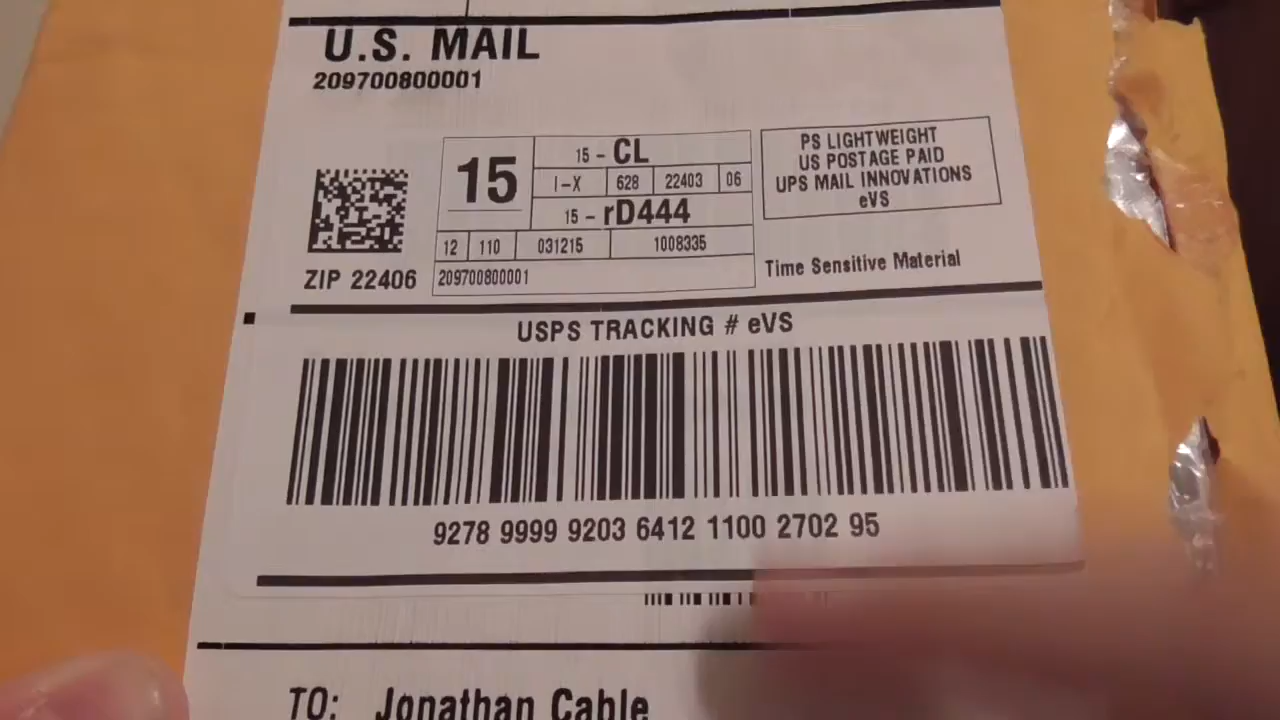 U.S. MAIL
209700800001
15
15 - CL
I-X 628 22403 06
15 - rD444
12 110 031215 1008335
209700800001
ZIP 22406
PS LIGHTWEIGHT
US POSTAGE PAID
UPS MAIL INNOVATIONS
eVS
Time Sensitive Material
USPS TRACKING # eVS
9278 9999 9203 6412 1100 2702 95
TO: Jonathan Cable